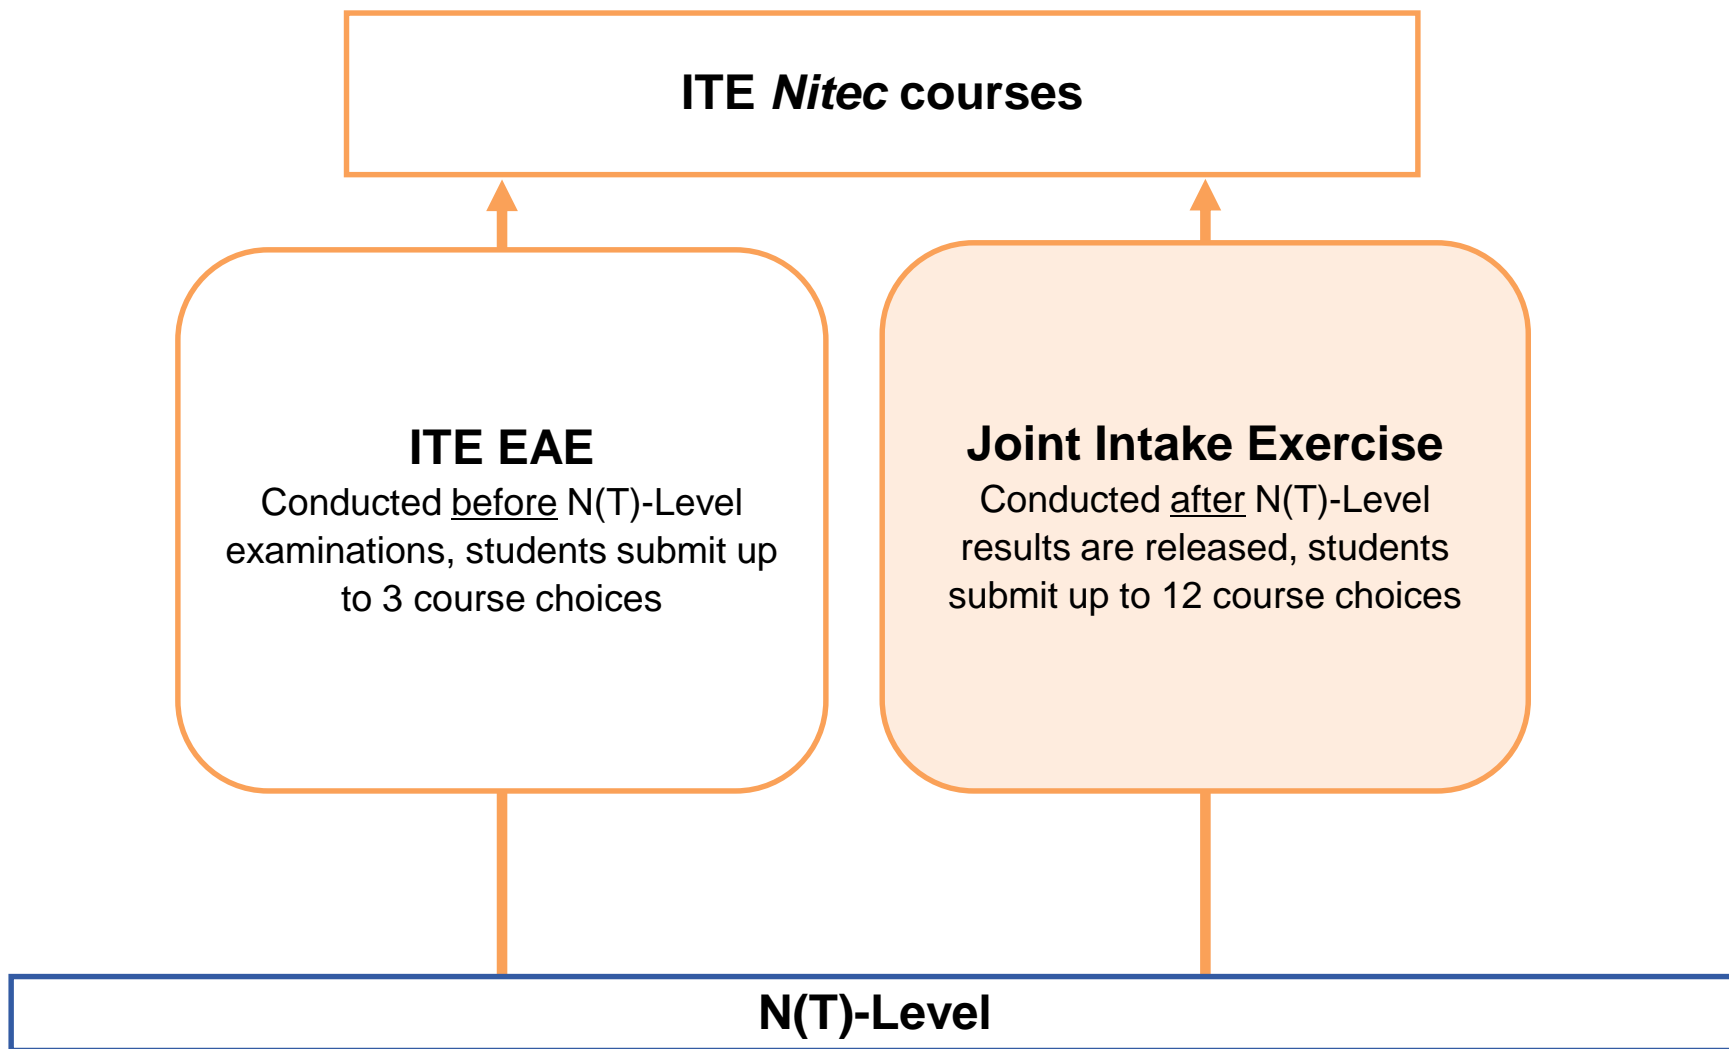 ITE Nitec courses
ITE EAE
Conducted before N(T)-Level
examinations, students submit up
to 3 course choices
Joint Intake Exercise
Conducted after N(T)-Level
results are released, students
submit up to 12 course choices
N(T)-Level